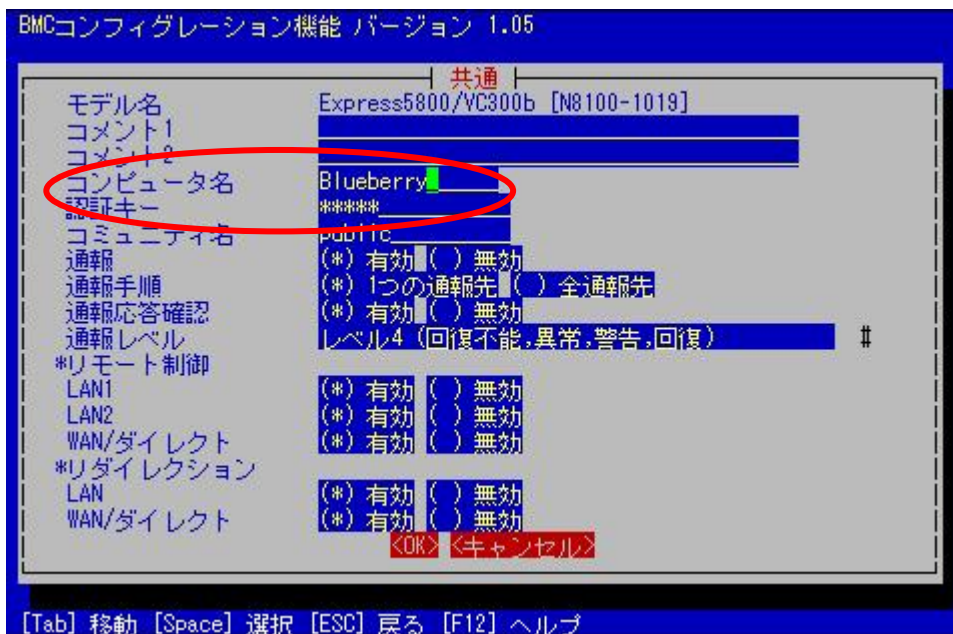 BMCコンフィグレーション機能 バージョン 1.05
共通
モデル名 Express5800/VC300b [N8100-1019]
コメント1
コメント2
コンピュータ名 Blueberry
認証キー *****
コミュニティ名 public
通報 (*) 有効 ( ) 無効
通報手順 (*) 1つの通報先 ( ) 全通報先
通報応答確認 (*) 有効 ( ) 無効
通報レベル レベル4 (回復不能,異常,警告,回復) #
*リモート制御
LAN1 (*) 有効 ( ) 無効
LAN2 (*) 有効 ( ) 無効
WAN/ダイレクト (*) 有効 ( ) 無効
*リダイレクション
LAN (*) 有効 ( ) 無効
WAN/ダイレクト (*) 有効 ( ) 無効
<OK> <キャンセル>
[Tab] 移動 [Space] 選択 [ESC] 戻る [F12] ヘルプ